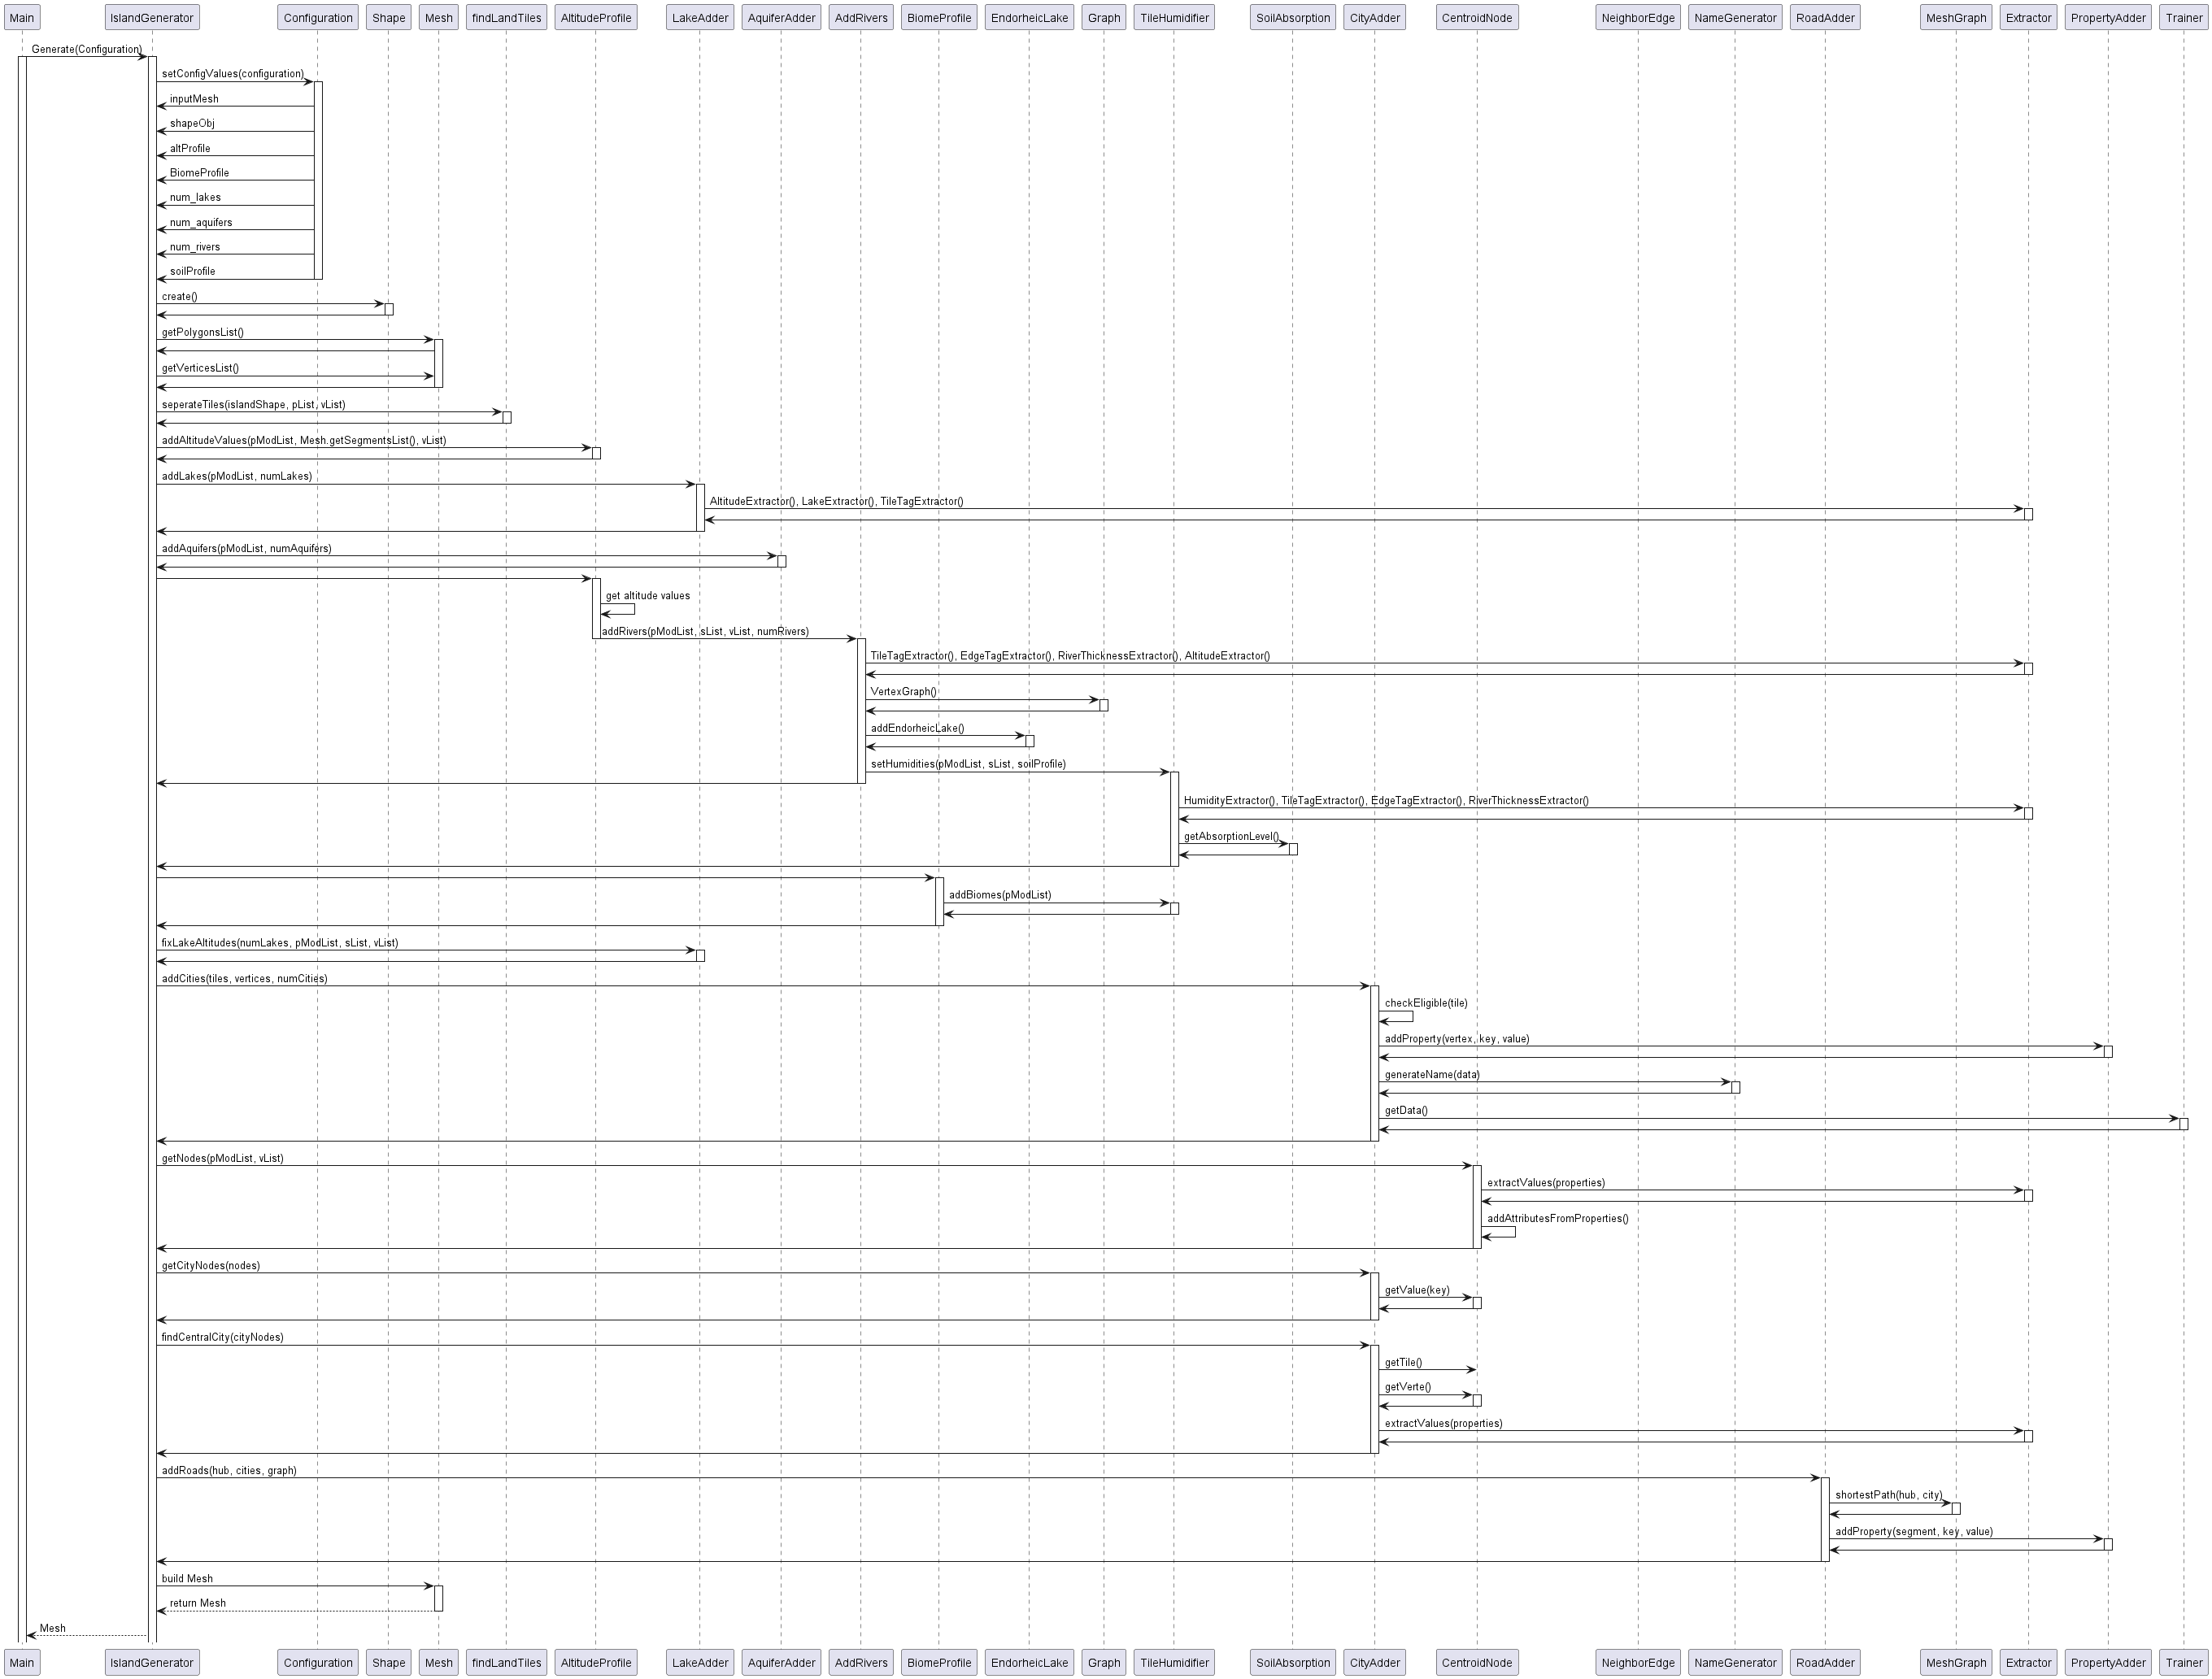 Main IslandGenerator Configuration Shape Mesh findLandTiles AltitudeProfile LakeAdder AquiferAdder AddRivers BiomeProfile EndorheicLake Graph TileHumidifier SoilAbsorption CityAdder CentroidNode NeighborEdge NameGenerator RoadAdder MeshGraph Extractor PropertyAdder Trainer
Generate(Configuration)
setConfigValues(configuration)
inputMesh
shapeObj
altProfile
BiomeProfile
num_lakes
num_aquifers
num_rivers
soilProfile
create()
getPolygonsList()
getVerticesList()
seperateTiles(islandShape, pList, vList)
addAltitudeValues(pModList, Mesh.getSegmentsList(), vList)
addLakes(pModList, numLakes)
AltitudeExtractor(), LakeExtractor(), TileTagExtractor()
addAquifers(pModList, numAquifers)
get altitude values
addRivers(pModList, sList, vList, numRivers)
TileTagExtractor(), EdgeTagExtractor(), RiverThicknessExtractor(), AltitudeExtractor()
VertexGraph()
addEndorheicLake()
setHumidities(pModList, sList, soilProfile)
HumidityExtractor(), TileTagExtractor(), EdgeTagExtractor(), RiverThicknessExtractor()
getAbsorptionLevel()
addBiomes(pModList)
fixLakeAltitudes(numLakes, pModList, sList, vList)
addCities(tiles, vertices, numCities)
checkEligible(tile)
addProperty(vertex, key, value)
generateName(data)
getData()
getNodes(pModList, vList)
extractValues(properties)
addAttributesFromProperties()
getCityNodes(nodes)
getValue(key)
findCentralCity(cityNodes)
getTile()
getVerte()
extractValues(properties)
addRoads(hub, cities, graph)
shortestPath(hub, city)
addProperty(segment, key, value)
build Mesh
return Mesh
Mesh
Main IslandGenerator Configuration Shape Mesh findLandTiles AltitudeProfile LakeAdder AquiferAdder AddRivers BiomeProfile EndorheicLake Graph TileHumidifier SoilAbsorption CityAdder CentroidNode NeighborEdge NameGenerator RoadAdder MeshGraph Extractor PropertyAdder Trainer